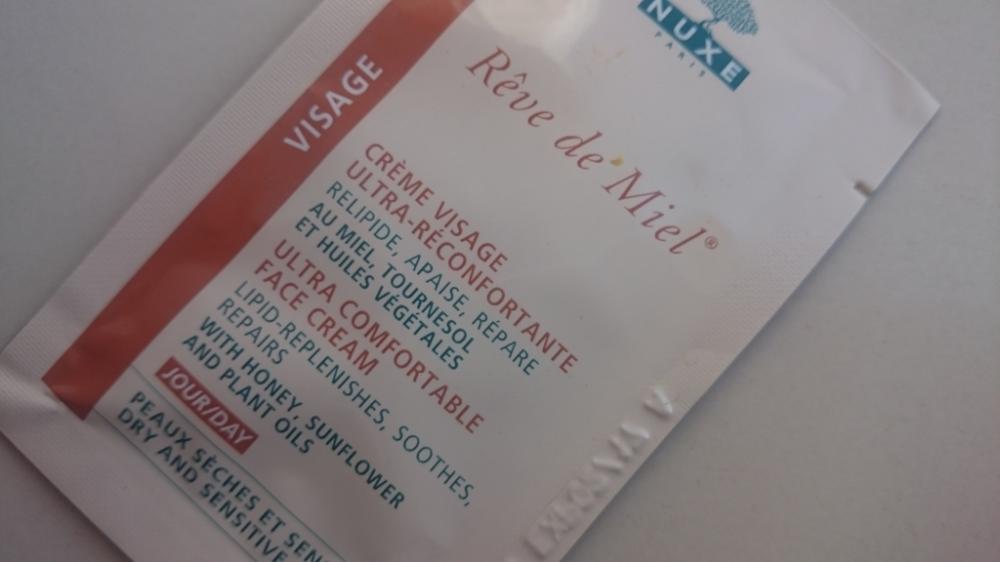 NUXE
PARIS
Rêve de Miel®
VISAGE
CRÈME VISAGE
ULTRA-RÉCONFORTANTE
RELIPIDE, APAISE, RÉPARE
AU MIEL, TOURNESOL
ET HUILES VÉGÉTALES
ULTRA COMFORTABLE
FACE CREAM
LIPID-REPLENISHES, SOOTHES,
REPAIRS
WITH HONEY, SUNFLOWER
AND PLANT OILS
JOUR/DAY
PEAUX SÈCHES ET SEN
DRY AND SENSITIVE